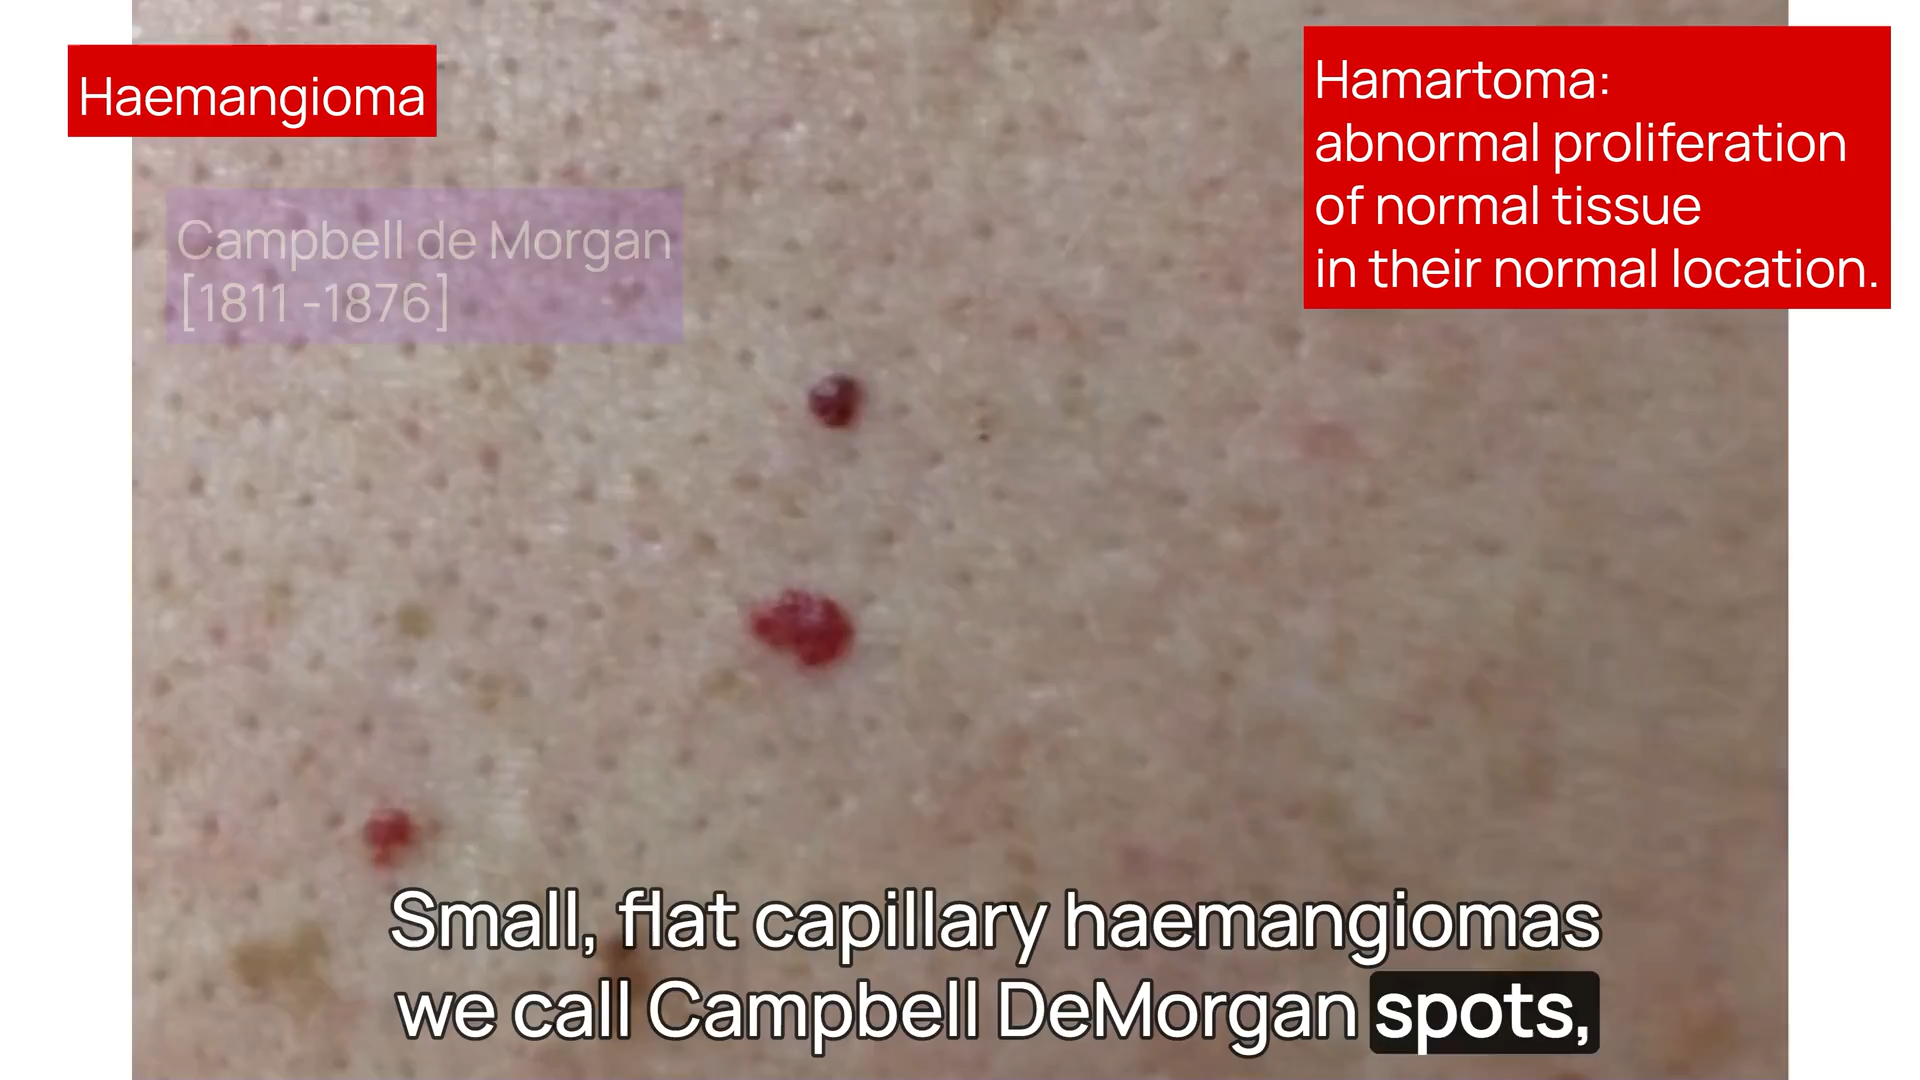 Haemangioma
Campbell de Morgan
[1811 -1876]
Hamartoma:
abnormal proliferation
of normal tissue
in their normal location.
Small, flat capillary haemangiomas
we call Campbell DeMorgan spots,